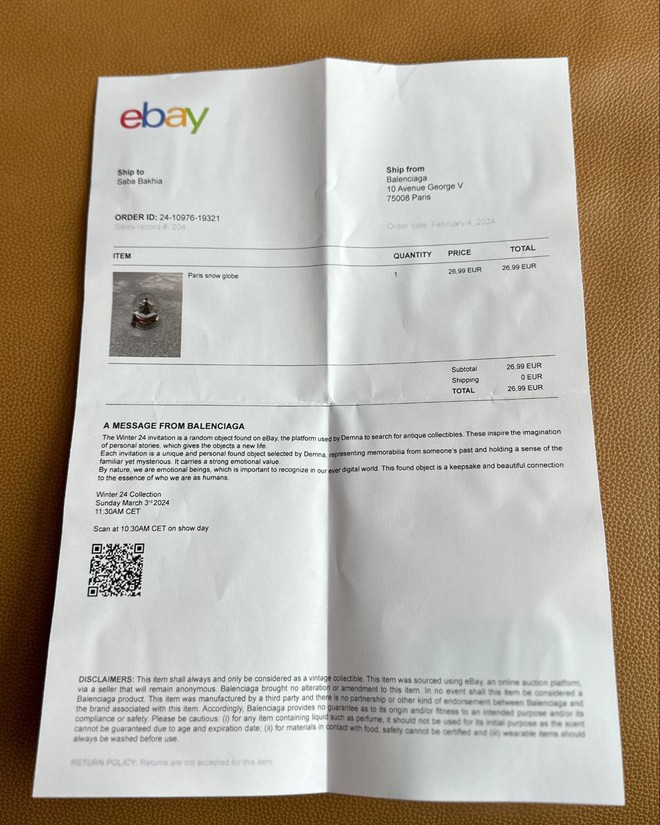 ebay
Ship to
Saba Bakhia
Ship from
Balenciaga
10 Avenue George V
75008 Paris
ORDER ID: 24-10976-19321
Sales record #: 204
Order date: February 4, 2024
ITEM QUANTITY PRICE TOTAL
Paris snow globe 1 26,99 EUR 26,99 EUR
Subtotal 26,99 EUR
Shipping 0 EUR
TOTAL 26,99 EUR
A MESSAGE FROM BALENCIAGA
The Winter 24 invitation is a random object found on eBay, the platform used by Demna to search for antique collectibles. These inspire the imagination
of personal stories, which gives the objects a new life.
Each invitation is a unique and personal found object selected by Demna, representing memorabilia from someone's past and holding a sense of the
familiar yet mysterious. It carries a strong emotional value.
By nature, we are emotional beings, which is important to recognize in our ever digital world. This found object is a keepsake and beautiful connection
to the essence of who we are as humans.
Winter 24 Collection
Sunday March 3rd 2024
11:30AM CET
Scan at 10:30AM CET on show day
DISCLAIMERS: This item shall always and only be considered as a vintage collectible. This item was sourced using eBay, an online auction platform,
via a seller that will remain anonymous. Balenciaga brought no alteration or amendment to this item. In no event shall this item be considered a
Balenciaga product. This item was manufactured by a third party and there is no partnership or other kind of endorsement between Balenciaga and
the brand associated with this item. Accordingly, Balenciaga provides no guarantee as to its origin and/or fitness to an intended purpose and/or its
compliance or safety. Please be cautious: (i) for any item containing liquid such as perfume, it should not be used for its initial purpose as the scent
cannot be guaranteed due to age and expiration date; (ii) for materials in contact with food, safety cannot be certified and (iii) wearable items should
always be washed before use.
RETURN POLICY: Returns are not accepted for this item.